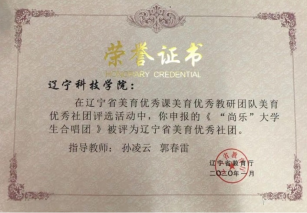 荣誉证书
HONORARY CREDENTIAL
辽宁科技学院：
在辽宁省美育优秀课美育优秀教研团队美育
优秀社团评选活动中，你申报的《 “尚乐”大学
生合唱团 》被评为辽宁省美育优秀社团。
指导教师： 孙凌云 郭春雷
辽宁省教育厅
二〇二〇年一月